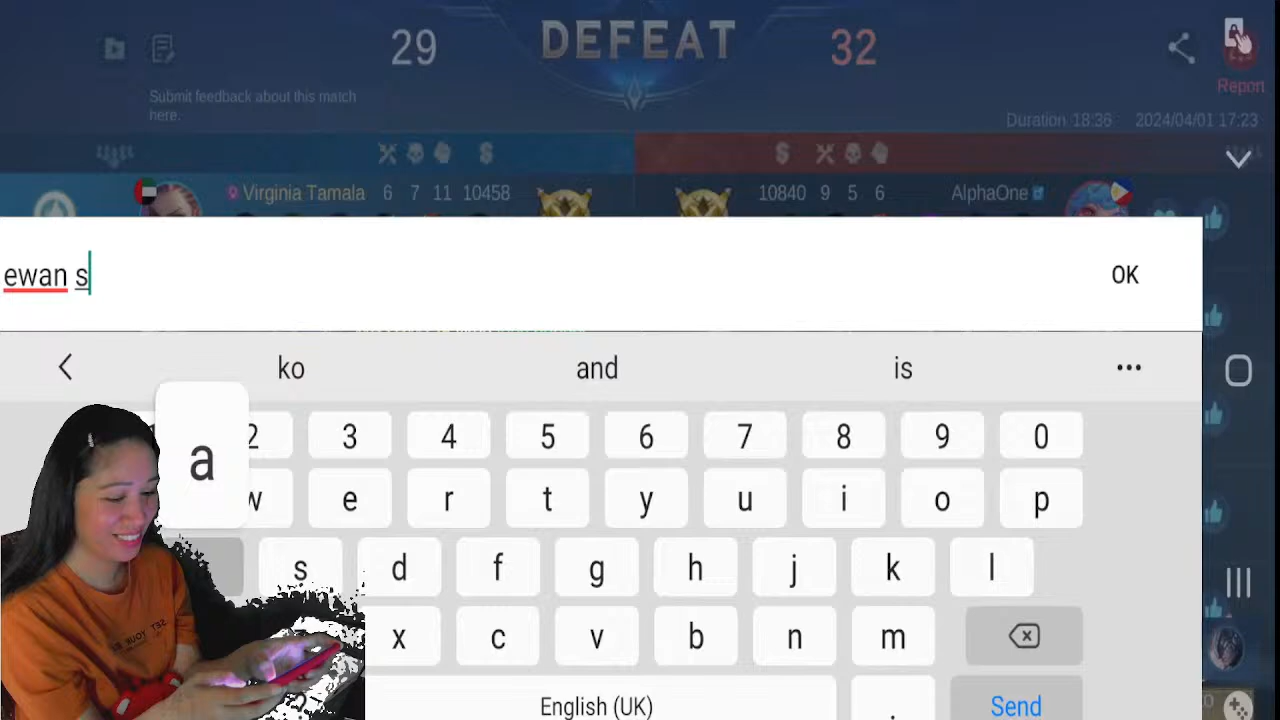 29 DEFEAT 32
Report
Submit feedback about this match
here.
Duration 18:36 2024/04/01 17:23
Virginia Tamala 6 7 11 10458 10840 9 5 6 AlphaOne
ewan s OK
ko and is
a 2 3 4 5 6 7 8 9 0
w e r t y u i o p
s d f g h j k l
x c v b n m
English (UK) . Send
SET YOUR